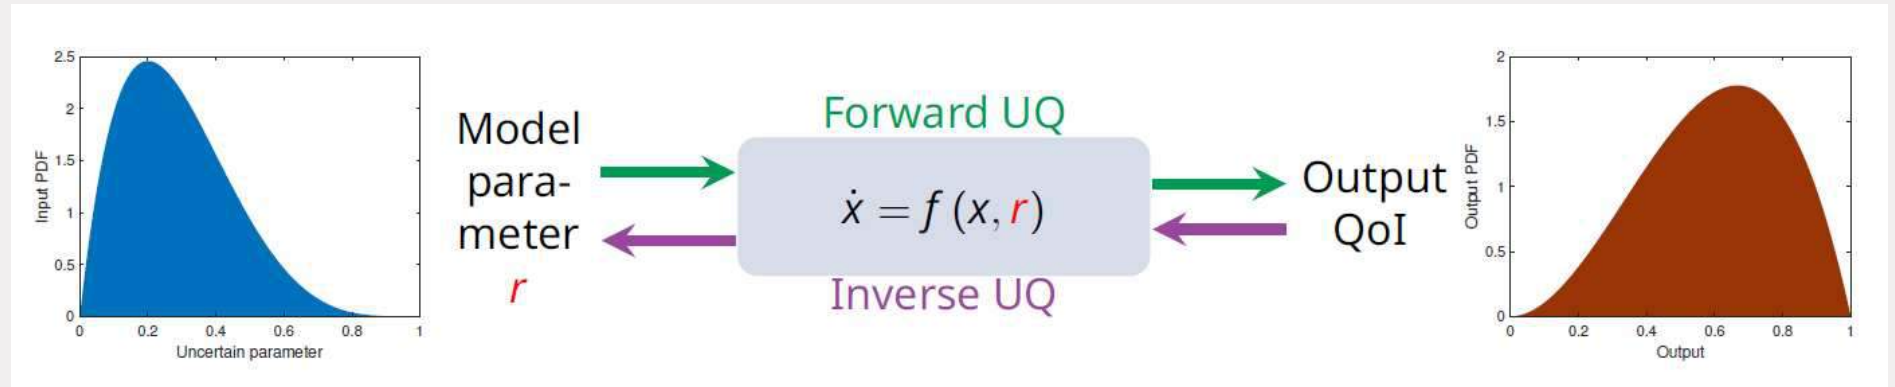 2.5
2
1.5
1
0.5
0
Input PDF
0
0.2
0.4
0.6
0.8
1
Uncertain parameter
Model
para-
meter
r
Forward UQ
ẋ = f (x, r)
Inverse UQ
Output
QoI
2
1.5
1
0.5
0
Output PDF
0
0.2
0.4
0.6
0.8
1
Output